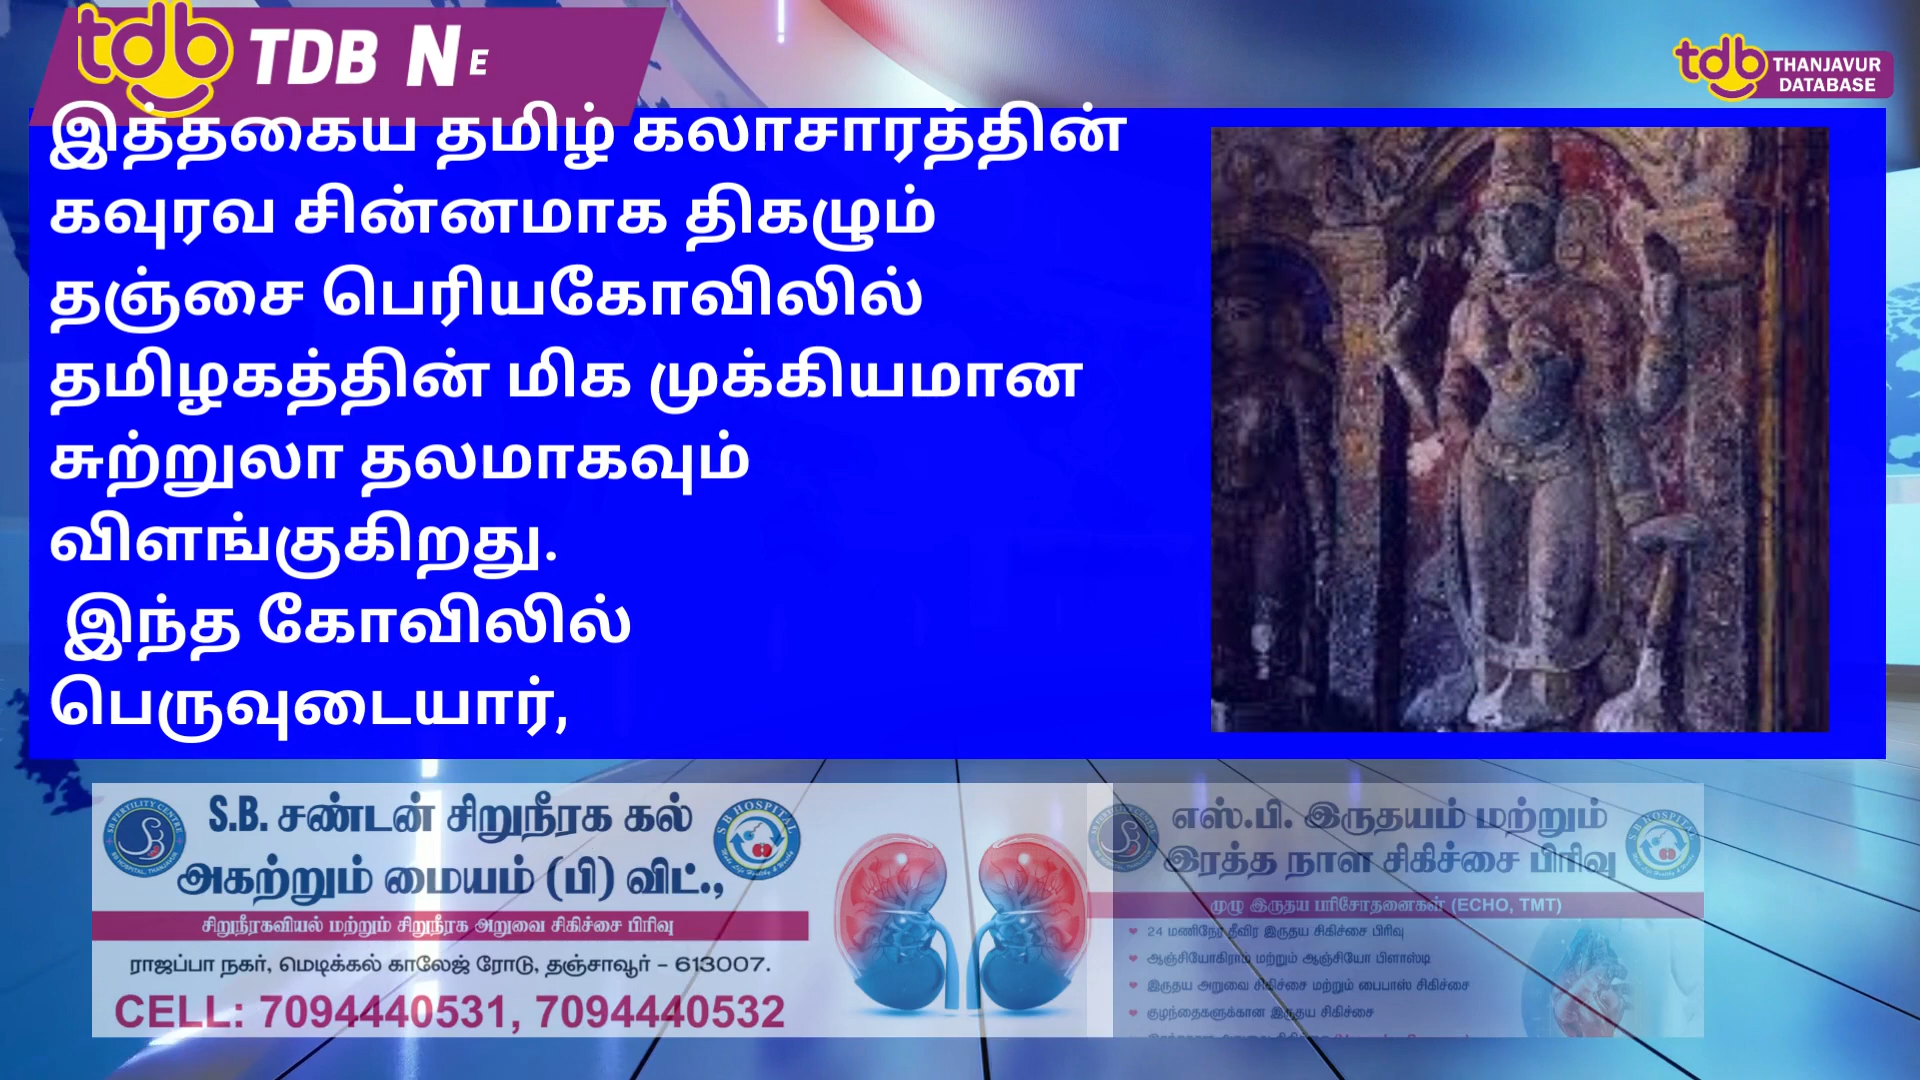 tdb TDB NE
tdb THANJAVUR
DATABASE
இத்தகைய தமிழ் கலாசாரத்தின்
கவுரவ சின்னமாக திகழும்
தஞ்சை பெரியகோவிலில்
தமிழகத்தின் மிக முக்கியமான
சுற்றுலா தலமாகவும்
விளங்குகிறது.
இந்த கோவிலில்
பெருவுடையார்,
S.B. சண்டன் சிறுநீரக கல்
அகற்றும் மையம் (பி) லிட்.,
சிறுநீரகவியல் மற்றும் சிறுநீரக அறுவை சிகிச்சை பிரிவு
ராஜப்பா நகர், மெடிக்கல் காலேஜ் ரோடு, தஞ்சாவூர் – 613007.
CELL: 7094440531, 7094440532
எஸ்.பி. இருதயம் மற்றும்
இரத்த நாள சிகிச்சை பிரிவு
முழு இருதய பரிசோதனைகள் (ECHO, TMT)
24 மணிநேர தீவிர இருதய சிகிச்சை பிரிவு
ஆஞ்சியோகிராம் மற்றும் ஆஞ்சியோ பிளாஸ்டி
இருதய அறுவை சிகிச்சை மற்றும் பைபாஸ் சிகிச்சை
குழந்தைகளுக்கான இருதய சிகிச்சை